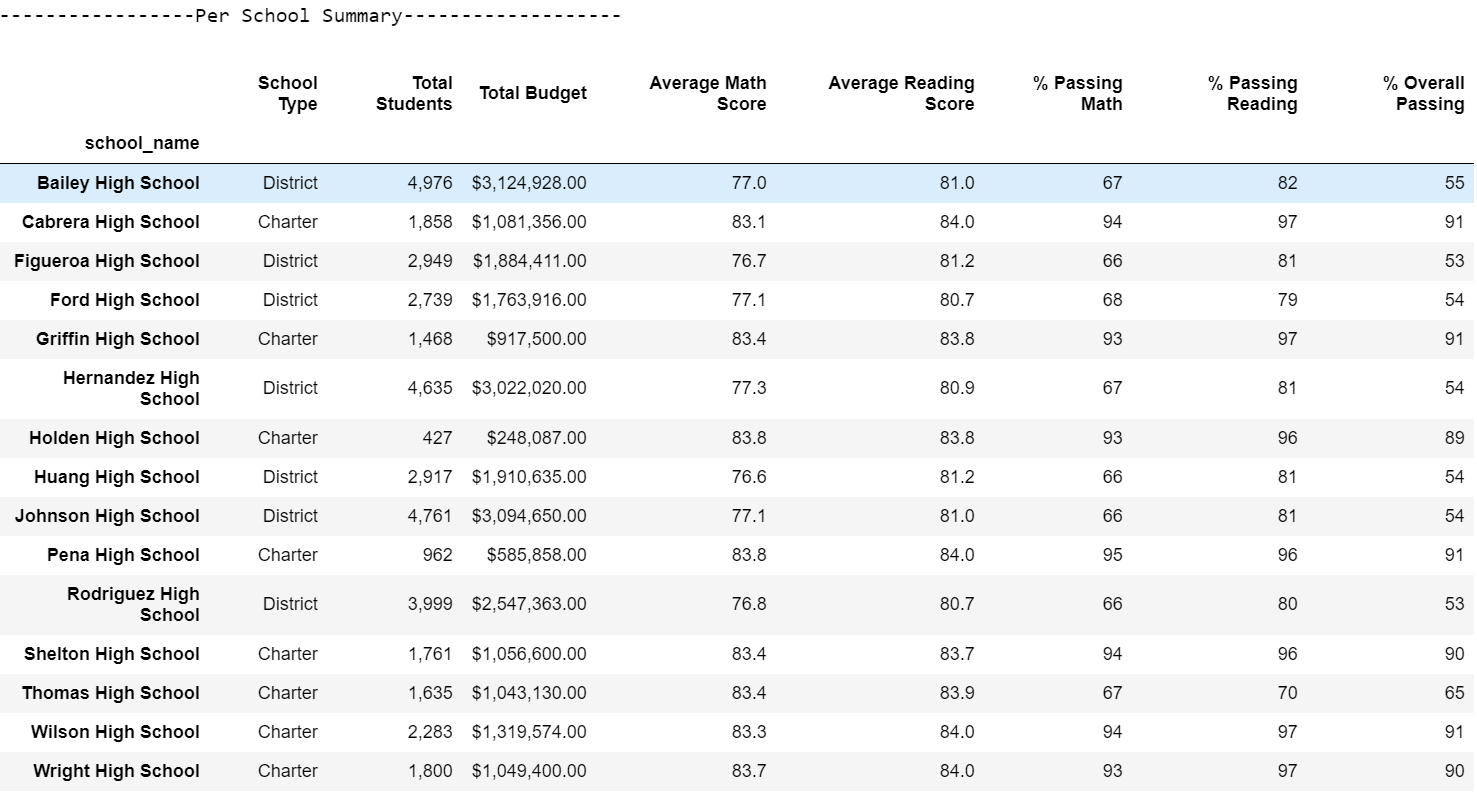 -----------------Per School Summary-------------------
School Type Total Students Total Budget Average Math Score Average Reading Score % Passing Math % Passing Reading % Overall Passing
school_name
Bailey High School District 4,976 $3,124,928.00 77.0 81.0 67 82 55
Cabrera High School Charter 1,858 $1,081,356.00 83.1 84.0 94 97 91
Figueroa High School District 2,949 $1,884,411.00 76.7 81.2 66 81 53
Ford High School District 2,739 $1,763,916.00 77.1 80.7 68 79 54
Griffin High School Charter 1,468 $917,500.00 83.4 83.8 93 97 91
Hernandez High School District 4,635 $3,022,020.00 77.3 80.9 67 81 54
Holden High School Charter 427 $248,087.00 83.8 83.8 93 96 89
Huang High School District 2,917 $1,910,635.00 76.6 81.2 66 81 54
Johnson High School District 4,761 $3,094,650.00 77.1 81.0 66 81 54
Pena High School Charter 962 $585,858.00 83.8 84.0 95 96 91
Rodriguez High School District 3,999 $2,547,363.00 76.8 80.7 66 80 53
Shelton High School Charter 1,761 $1,056,600.00 83.4 83.7 94 96 90
Thomas High School Charter 1,635 $1,043,130.00 83.4 83.9 67 70 65
Wilson High School Charter 2,283 $1,319,574.00 83.3 84.0 94 97 91
Wright High School Charter 1,800 $1,049,400.00 83.7 84.0 93 97 90